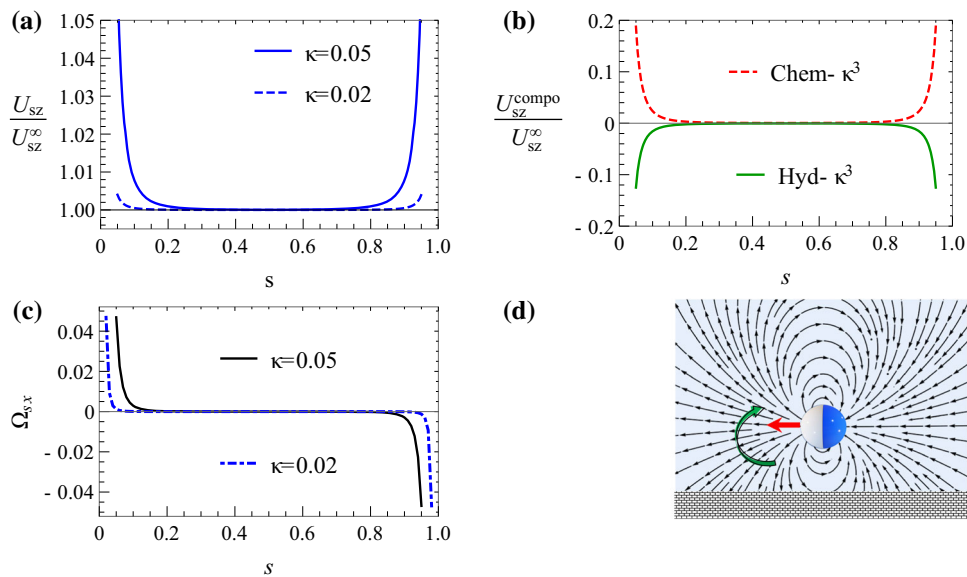 (a)
1.05
1.04
1.03
1.02
1.01
1.00
U_sz
U_sz^∞
κ=0.05
κ=0.02
0
0.2
0.4
0.6
0.8
1.0
s
(b)
0.2
0.1
0
- 0.1
- 0.2
U_sz^compo
U_sz^∞
Chem- κ^3
Hyd- κ^3
0
0.2
0.4
0.6
0.8
1.0
s
(c)
0.04
0.02
0
- 0.02
- 0.04
Ω_s,x
κ=0.05
κ=0.02
0
0.2
0.4
0.6
0.8
1.0
s
(d)